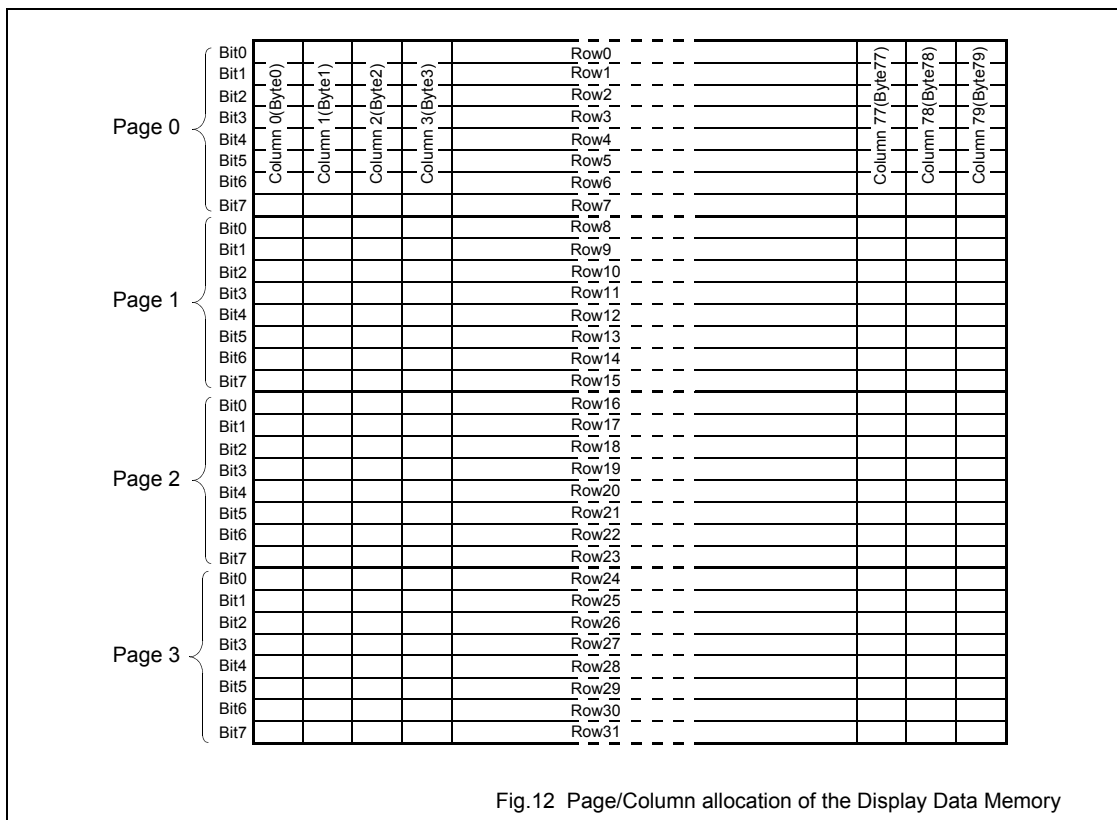 Bit0 Row0
Bit1 Row1
Bit2 Row2
Bit3 Row3
Page 0
Bit4 Row4
Bit5 Row5
Bit6 Row6
Bit7 Row7
Column 0(Byte0)
Column 1(Byte1)
Column 2(Byte2)
Column 3(Byte3)
Column 77(Byte77)
Column 78(Byte78)
Column 79(Byte79)
Bit0 Row8
Bit1 Row9
Bit2 Row10
Bit3 Row11
Page 1
Bit4 Row12
Bit5 Row13
Bit6 Row14
Bit7 Row15
Bit0 Row16
Bit1 Row17
Bit2 Row18
Bit3 Row19
Page 2
Bit4 Row20
Bit5 Row21
Bit6 Row22
Bit7 Row23
Bit0 Row24
Bit1 Row25
Bit2 Row26
Bit3 Row27
Page 3
Bit4 Row28
Bit5 Row29
Bit6 Row30
Bit7 Row31
Fig.12 Page/Column allocation of the Display Data Memory